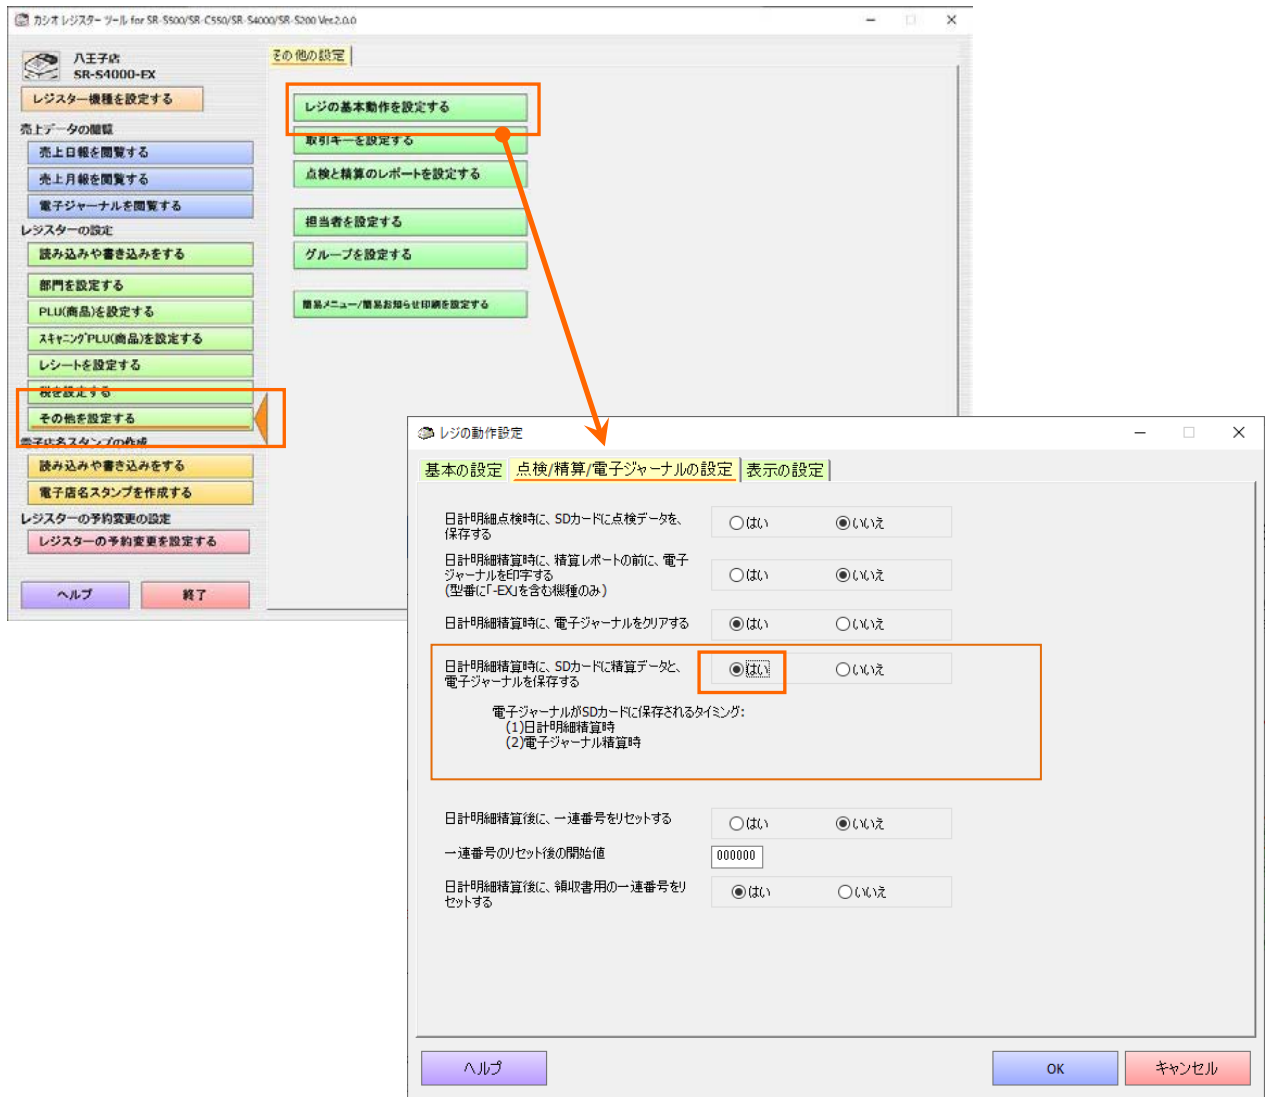 カシオ レジスター ツール for SR-S500/SR-C550/SR-S4000/SR-S200 Ver.2.0.0
八王子店
SR-S4000-EX
レジスター機種を設定する
売上データの閲覧
売上日報を閲覧する
売上月報を閲覧する
電子ジャーナルを閲覧する
レジスターの設定
読み込みや書き込みをする
部門を設定する
PLU(商品)を設定する
スキャニングPLU(商品)を設定する
レシートを設定する
税を設定する
その他を設定する
電子店名スタンプの作成
読み込みや書き込みをする
電子店名スタンプを作成する
レジスターの予約変更の設定
レジスターの予約変更を設定する
ヘルプ 終了
その他の設定
レジの基本動作を設定する
取引キーを設定する
点検と精算のレポートを設定する
担当者を設定する
グループを設定する
簡易メニュー/簡易お知らせ印刷を設定する
レジの動作設定
基本の設定 点検/精算/電子ジャーナルの設定 表示の設定
日計明細点検時に、SDカードに点検データを、
保存する
はい いいえ
日計明細精算時に、精算レポートの前に、電子
ジャーナルを印字する
(型番に「-EX」を含む機種のみ)
はい いいえ
日計明細精算時に、電子ジャーナルをクリアする はい いいえ
日計明細精算時に、SDカードに精算データと、
電子ジャーナルを保存する
はい いいえ
電子ジャーナルがSDカードに保存されるタイミング:
(1)日計明細精算時
(2)電子ジャーナル精算時
日計明細精算後に、一連番号をリセットする はい いいえ
一連番号のリセット後の開始値 000000
日計明細精算後に、領収書用の一連番号をリ
セットする
はい いいえ
ヘルプ OK キャンセル